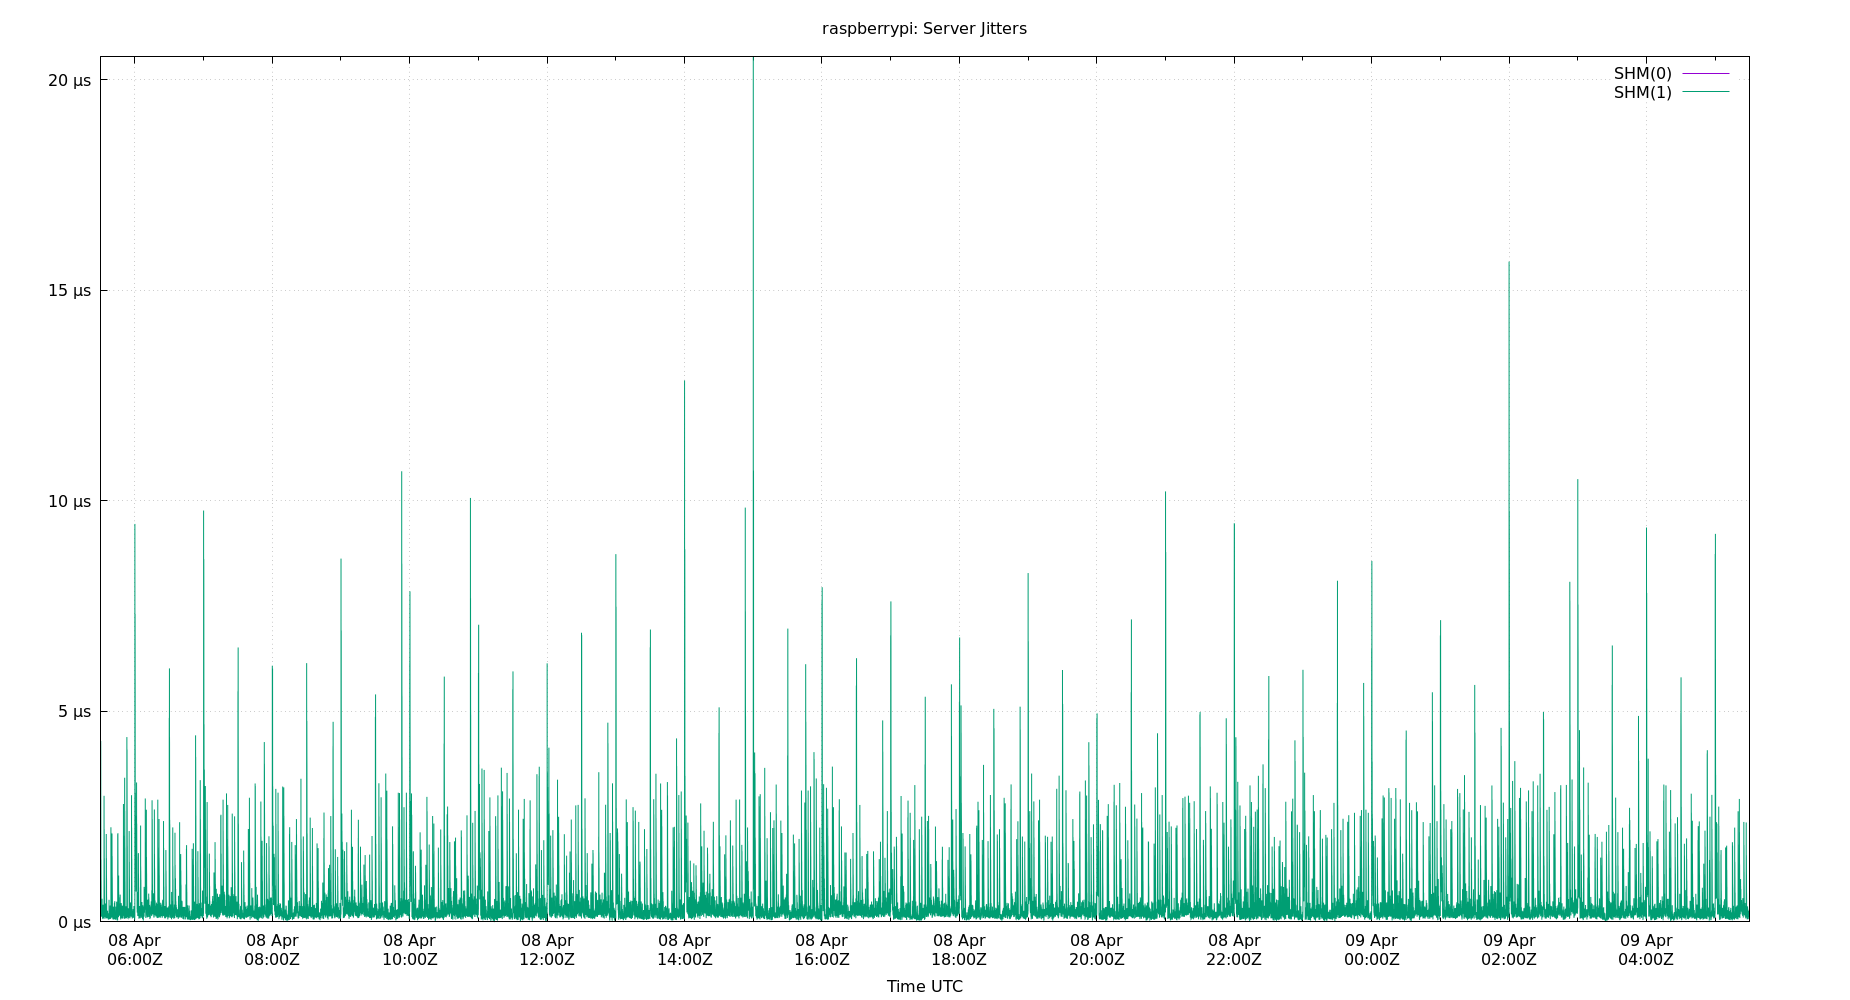 raspberrypi: Server Jitters
SHM(0)
SHM(1)
20 µs
15 µs
10 µs
5 µs
0 µs
08 Apr 08 Apr 08 Apr 08 Apr 08 Apr 08 Apr 08 Apr 08 Apr 08 Apr 09 Apr 09 Apr 09 Apr
06:00Z 08:00Z 10:00Z 12:00Z 14:00Z 16:00Z 18:00Z 20:00Z 22:00Z 00:00Z 02:00Z 04:00Z
Time UTC